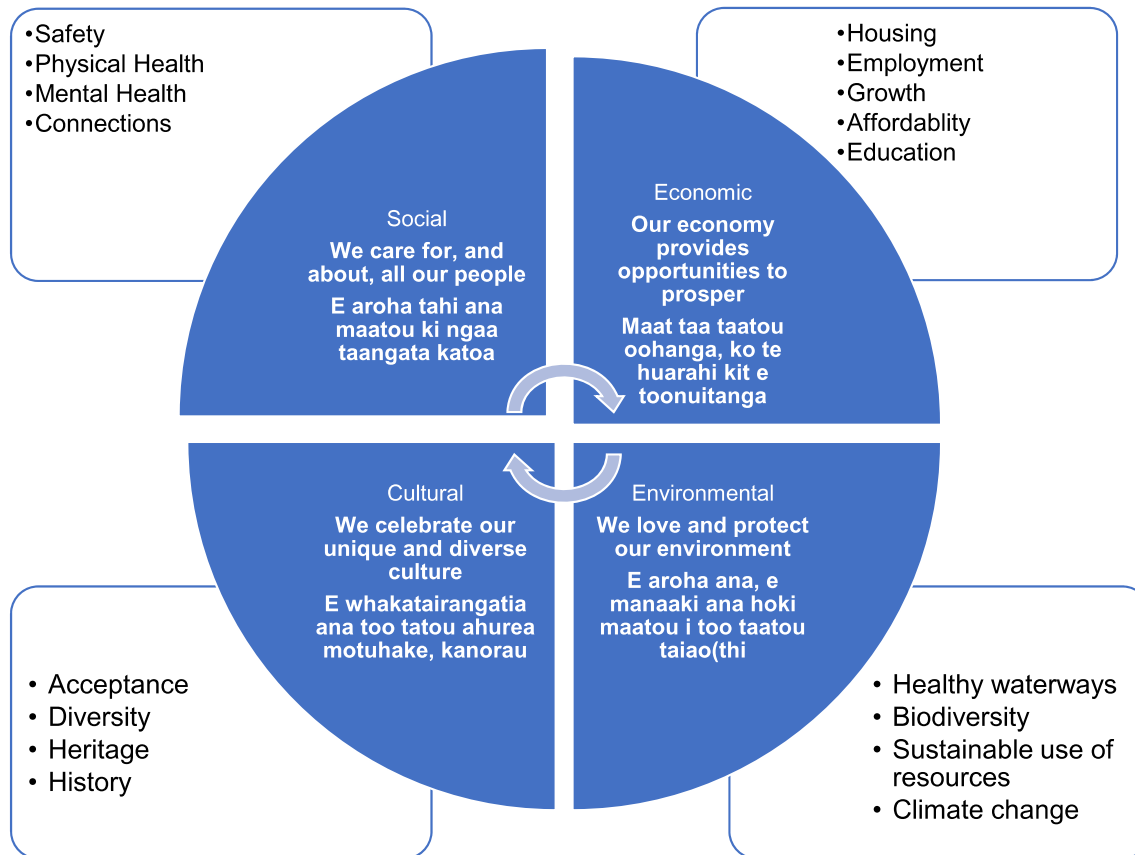 •Safety
•Physical Health
•Mental Health
•Connections
•Housing
•Employment
•Growth
•Affordablity
•Education
Social
We care for, and
about, all our people
E aroha tahi ana
maatou ki ngaa
taangata katoa
Economic
Our economy
provides
opportunities to
prosper
Maat taa taatou
oohanga, ko te
huarahi kit e
toonuitanga
Cultural
We celebrate our
unique and diverse
culture
E whakatairangatia
ana too tatou ahurea
motuhake, kanorau
Environmental
We love and protect
our environment
E aroha ana, e
manaaki ana hoki
maatou i too taatou
taiao(thi
• Acceptance
• Diversity
• Heritage
• History
• Healthy waterways
• Biodiversity
• Sustainable use of
resources
• Climate change